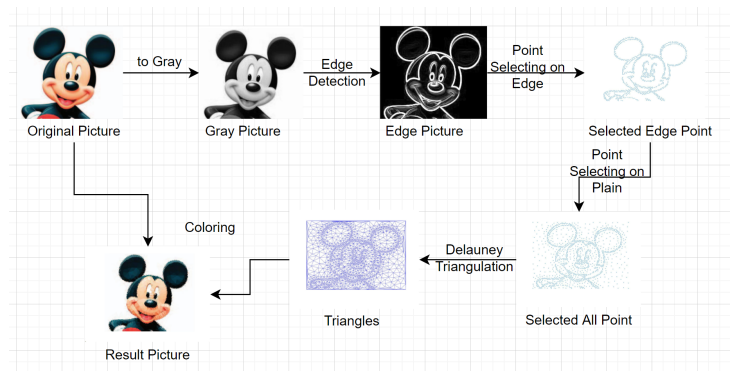 to Gray
Edge
Detection
Point
Selecting on
Edge
Original Picture
Gray Picture
Edge Picture
Selected Edge Point
Point
Selecting on
Plain
Coloring
Delauney
Triangulation
Triangles
Selected All Point
Result Picture